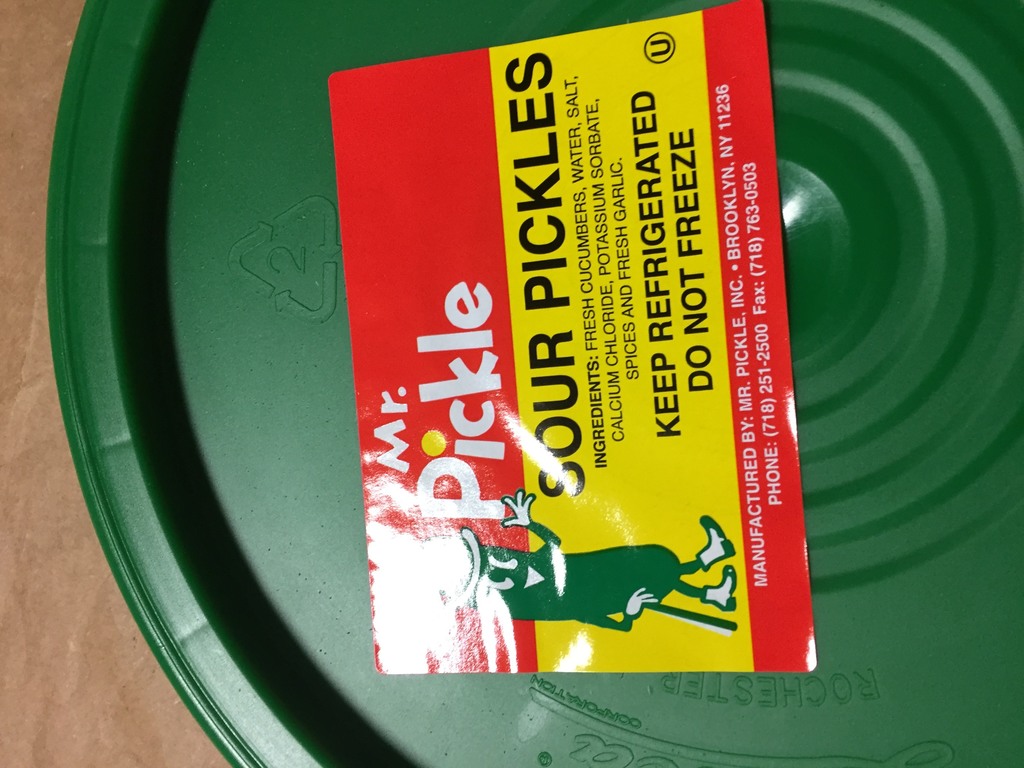 Mr.
Pickle
SOUR PICKLES
INGREDIENTS: FRESH CUCUMBERS, WATER, SALT,
CALCIUM CHLORIDE, POTASSIUM SORBATE,
SPICES AND FRESH GARLIC.
KEEP REFRIGERATED
DO NOT FREEZE
U
MANUFACTURED BY: MR. PICKLE, INC. • BROOKLYN, NY 11236
PHONE: (718) 251-2500 Fax: (718) 763-0503
2
CORPORATION
ROCHESTER